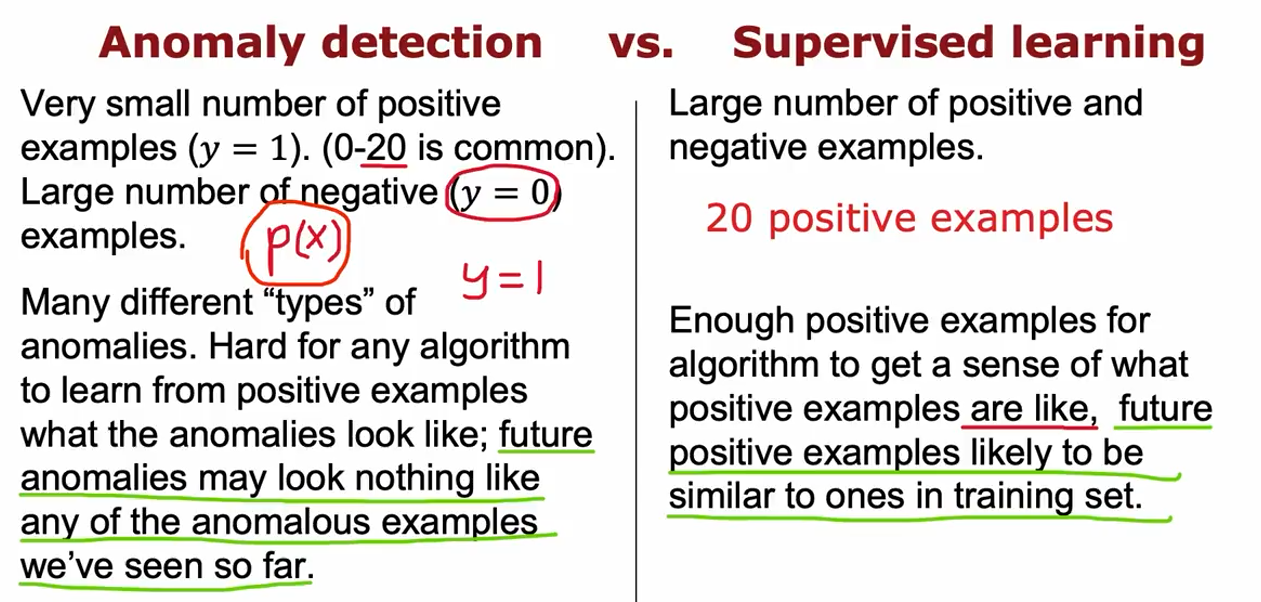 Anomaly detection vs. Supervised learning
Very small number of positive
examples (y = 1). (0-20 is common).
Large number of negative (y = 0)
examples.
p(x)
y=1
Many different “types” of
anomalies. Hard for any algorithm
to learn from positive examples
what the anomalies look like; future
anomalies may look nothing like
any of the anomalous examples
we’ve seen so far.
Large number of positive and
negative examples.
20 positive examples
Enough positive examples for
algorithm to get a sense of what
positive examples are like, future
positive examples likely to be
similar to ones in training set.